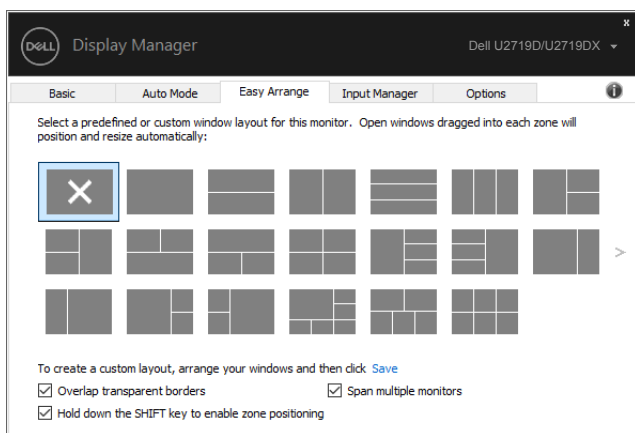 x
DELL Display Manager Dell U2719D/U2719DX
Basic Auto Mode Easy Arrange Input Manager Options i
Select a predefined or custom window layout for this monitor. Open windows dragged into each zone will
position and resize automatically:
>
To create a custom layout, arrange your windows and then click Save
Overlap transparent borders Span multiple monitors
Hold down the SHIFT key to enable zone positioning